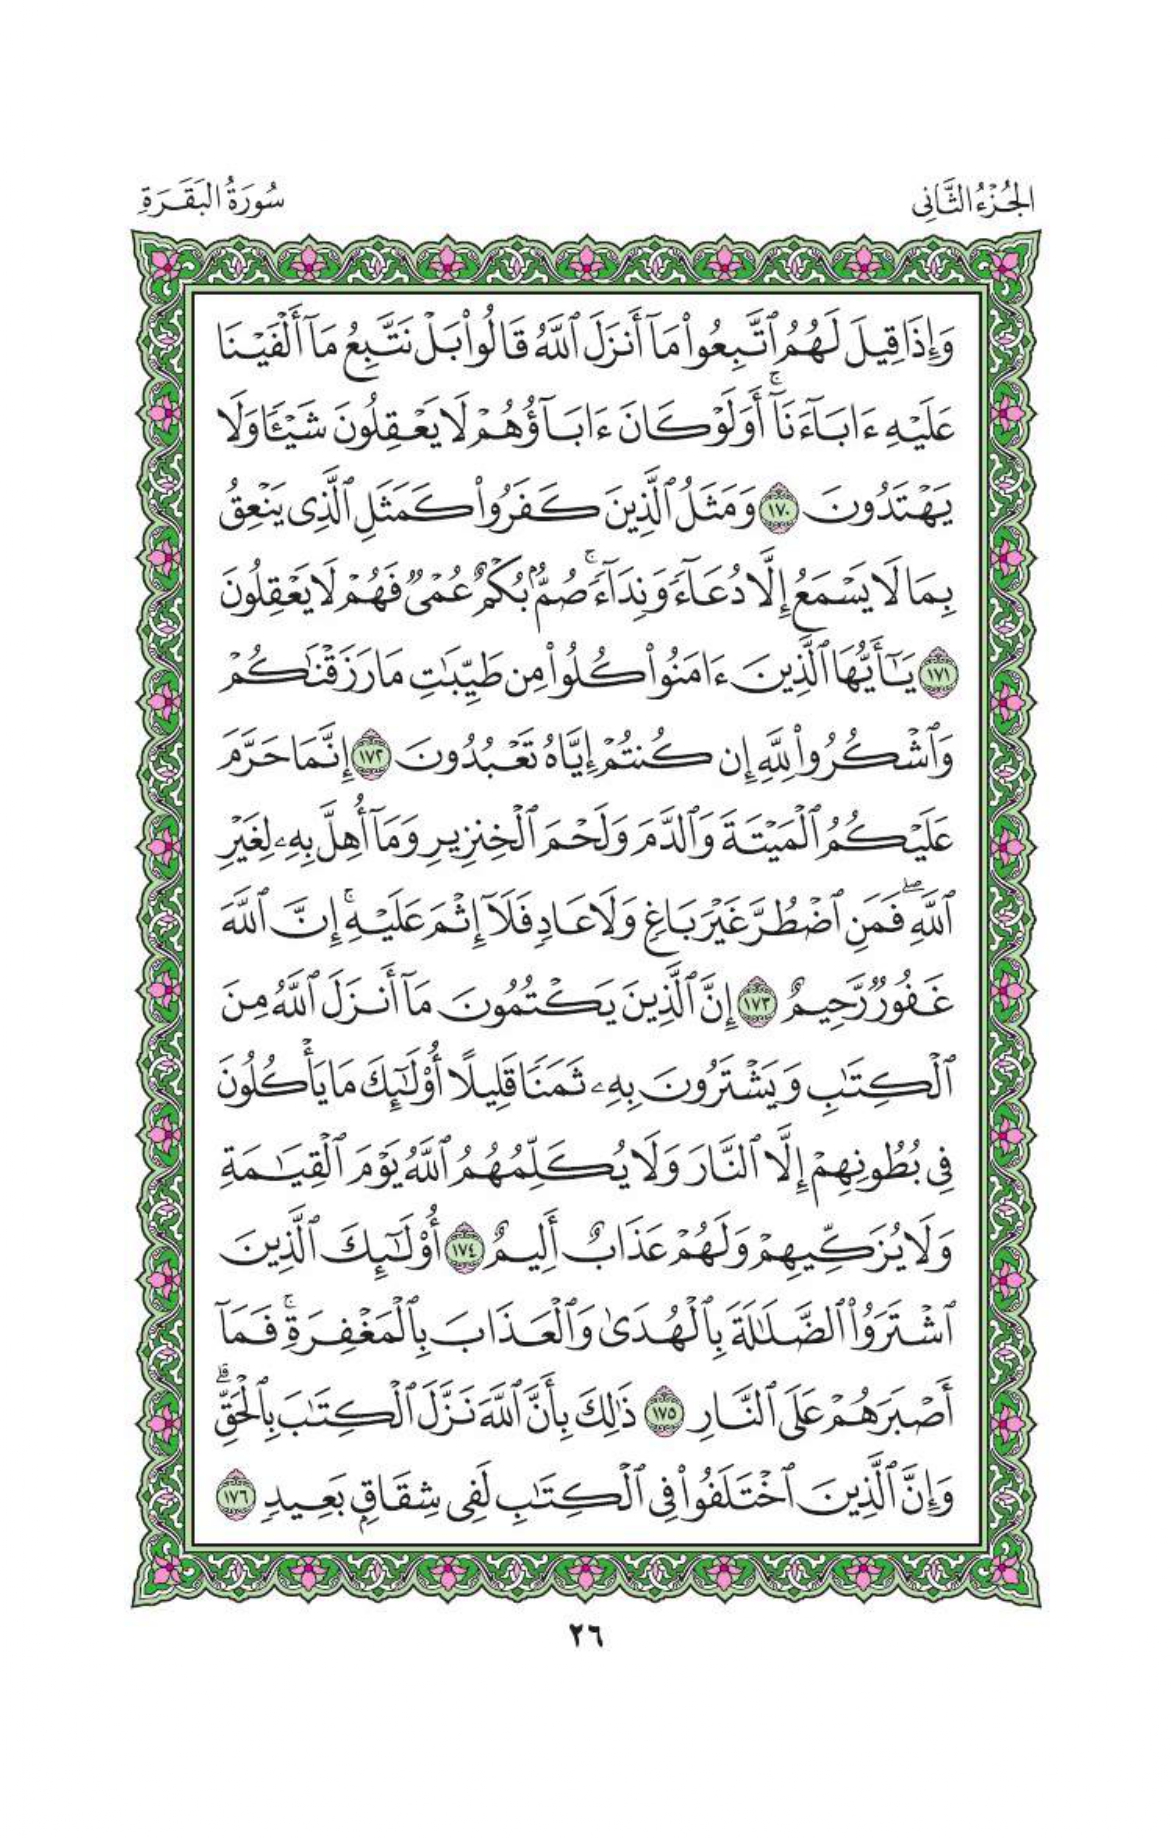 الجُزْءُ الثَّانِى
سُورَةُ البَقَرَةِ
وَإِذَا قِيلَ لَهُمُ ٱتَّبِعُوا۟ مَآ أَنزَلَ ٱللَّهُ قَالُوا۟ بَلْ نَتَّبِعُ مَآ أَلْفَيْنَا
عَلَيْهِ ءَابَآءَنَآ ۚ أَوَلَوْ كَانَ ءَابَآؤُهُمْ لَا يَعْقِلُونَ شَيْـًٔا وَلَا
يَهْتَدُونَ ١٧٠ وَمَثَلُ ٱلَّذِينَ كَفَرُوا۟ كَمَثَلِ ٱلَّذِى يَنْعِقُ
بِمَا لَا يَسْمَعُ إِلَّا دُعَآءً وَنِدَآءً ۚ صُمٌّۢ بُكْمٌ عُمْىٌ فَهُمْ لَا يَعْقِلُونَ
١٧١ يَـٰٓأَيُّهَا ٱلَّذِينَ ءَامَنُوا۟ كُلُوا۟ مِن طَيِّبَـٰتِ مَا رَزَقْنَـٰكُمْ
وَٱشْكُرُوا۟ لِلَّهِ إِن كُنتُمْ إِيَّاهُ تَعْبُدُونَ ١٧٢ إِنَّمَا حَرَّمَ
عَلَيْكُمُ ٱلْمَيْتَةَ وَٱلدَّمَ وَلَحْمَ ٱلْخِنزِيرِ وَمَآ أُهِلَّ بِهِۦ لِغَيْرِ
ٱللَّهِ ۖ فَمَنِ ٱضْطُرَّ غَيْرَ بَاغٍ وَلَا عَادٍ فَلَآ إِثْمَ عَلَيْهِ ۚ إِنَّ ٱللَّهَ
غَفُورٌ رَّحِيمٌ ١٧٣ إِنَّ ٱلَّذِينَ يَكْتُمُونَ مَآ أَنزَلَ ٱللَّهُ مِنَ
ٱلْكِتَـٰبِ وَيَشْتَرُونَ بِهِۦ ثَمَنًا قَلِيلًا أُو۟لَـٰٓئِكَ مَا يَأْكُلُونَ
فِى بُطُونِهِمْ إِلَّا ٱلنَّارَ وَلَا يُكَلِّمُهُمُ ٱللَّهُ يَوْمَ ٱلْقِيَـٰمَةِ
وَلَا يُزَكِّيهِمْ وَلَهُمْ عَذَابٌ أَلِيمٌ ١٧٤ أُو۟لَـٰٓئِكَ ٱلَّذِينَ
ٱشْتَرَوُا۟ ٱلضَّلَـٰلَةَ بِٱلْهُدَىٰ وَٱلْعَذَابَ بِٱلْمَغْفِرَةِ ۚ فَمَآ
أَصْبَرَهُمْ عَلَى ٱلنَّارِ ١٧٥ ذَٰلِكَ بِأَنَّ ٱللَّهَ نَزَّلَ ٱلْكِتَـٰبَ بِٱلْحَقِّ ۗ
وَإِنَّ ٱلَّذِينَ ٱخْتَلَفُوا۟ فِى ٱلْكِتَـٰبِ لَفِى شِقَاقٍۭ بَعِيدٍ ١٧٦
٢٦